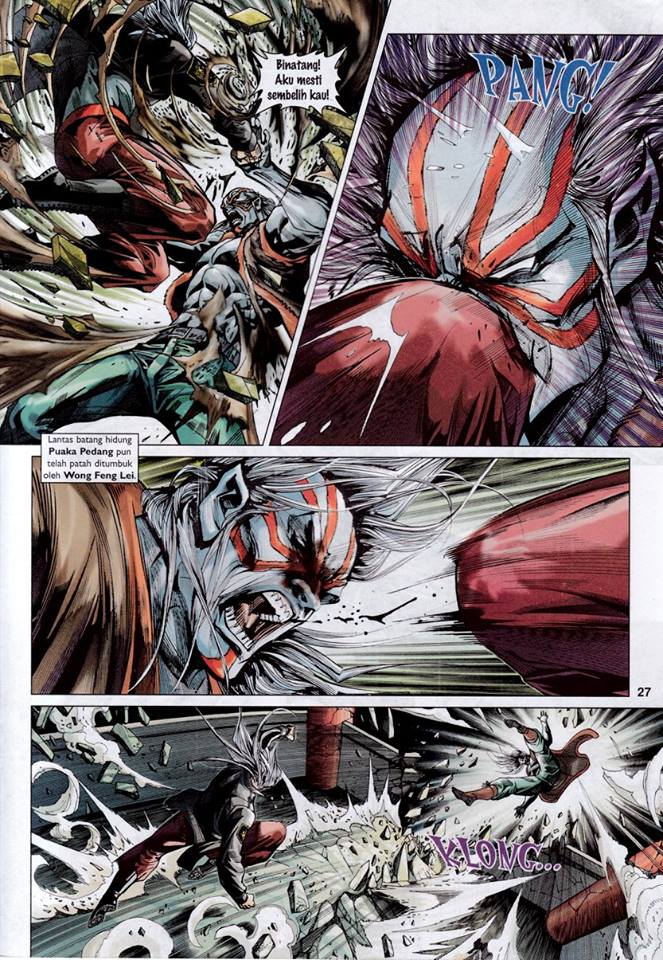 Binatang!
Aku mesti
sembelih kau!
PANG!
Lantas batang hidung
Puaka Pedang pun
telah patah ditumbuk
oleh Wong Feng Lei.
27
KLONG...